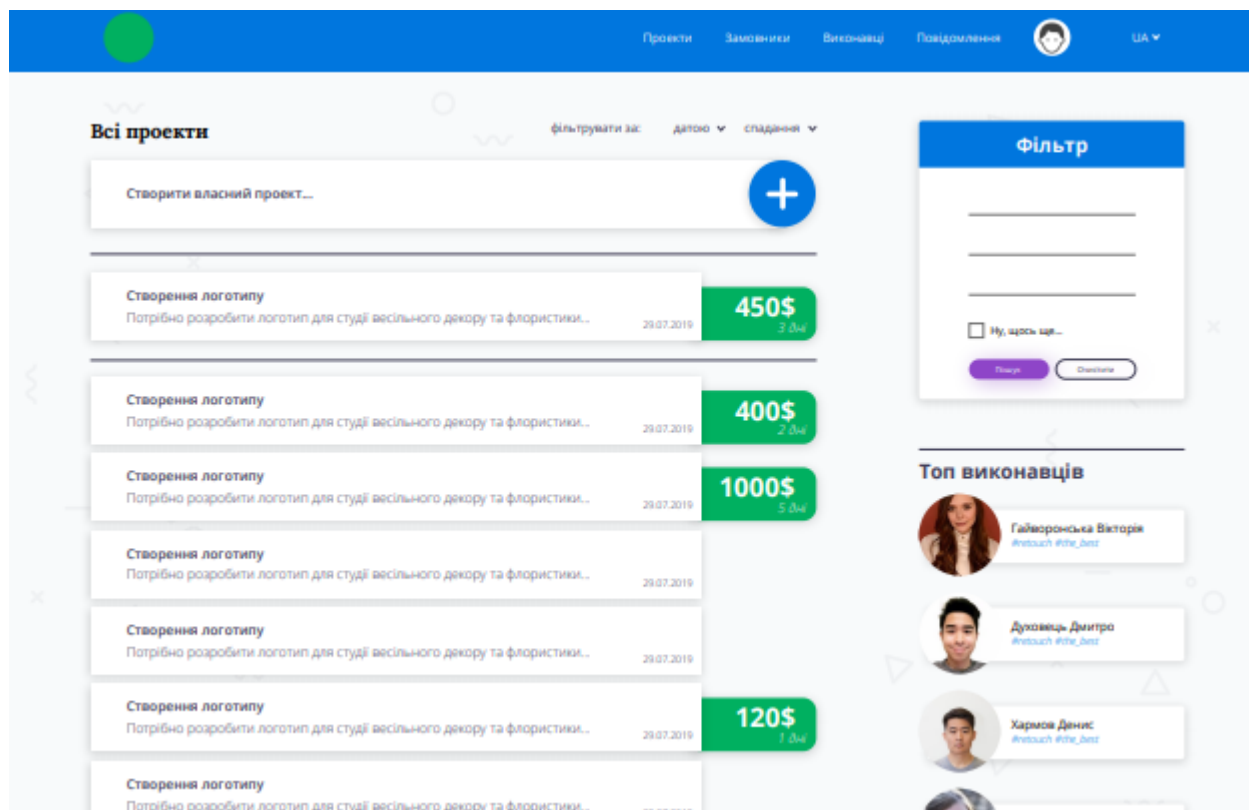 Проекти Замовники Виконавці Повідомлення UA
Всі проекти
фільтрувати за: датою спадання
Створити власний проект...
Створення логотипу
Потрібно розробити логотип для студії весільного декору та флористики...
29.07.2019
450$
3 дні
Створення логотипу
Потрібно розробити логотип для студії весільного декору та флористики...
29.07.2019
400$
2 дні
Створення логотипу
Потрібно розробити логотип для студії весільного декору та флористики...
29.07.2019
1000$
5 дні
Створення логотипу
Потрібно розробити логотип для студії весільного декору та флористики...
29.07.2019
Створення логотипу
Потрібно розробити логотип для студії весільного декору та флористики...
29.07.2019
Створення логотипу
Потрібно розробити логотип для студії весільного декору та флористики...
29.07.2019
120$
1 дні
Створення логотипу
Потрібно розробити логотип для студії весільного декору та флористики...
Фільтр
Ну, щось ще...
Пошук Очистити
Топ виконавців
Гайворонська Вікторія
#retouch #the_best
Духовець Дмитро
#retouch #the_best
Хармов Денис
#retouch #the_best